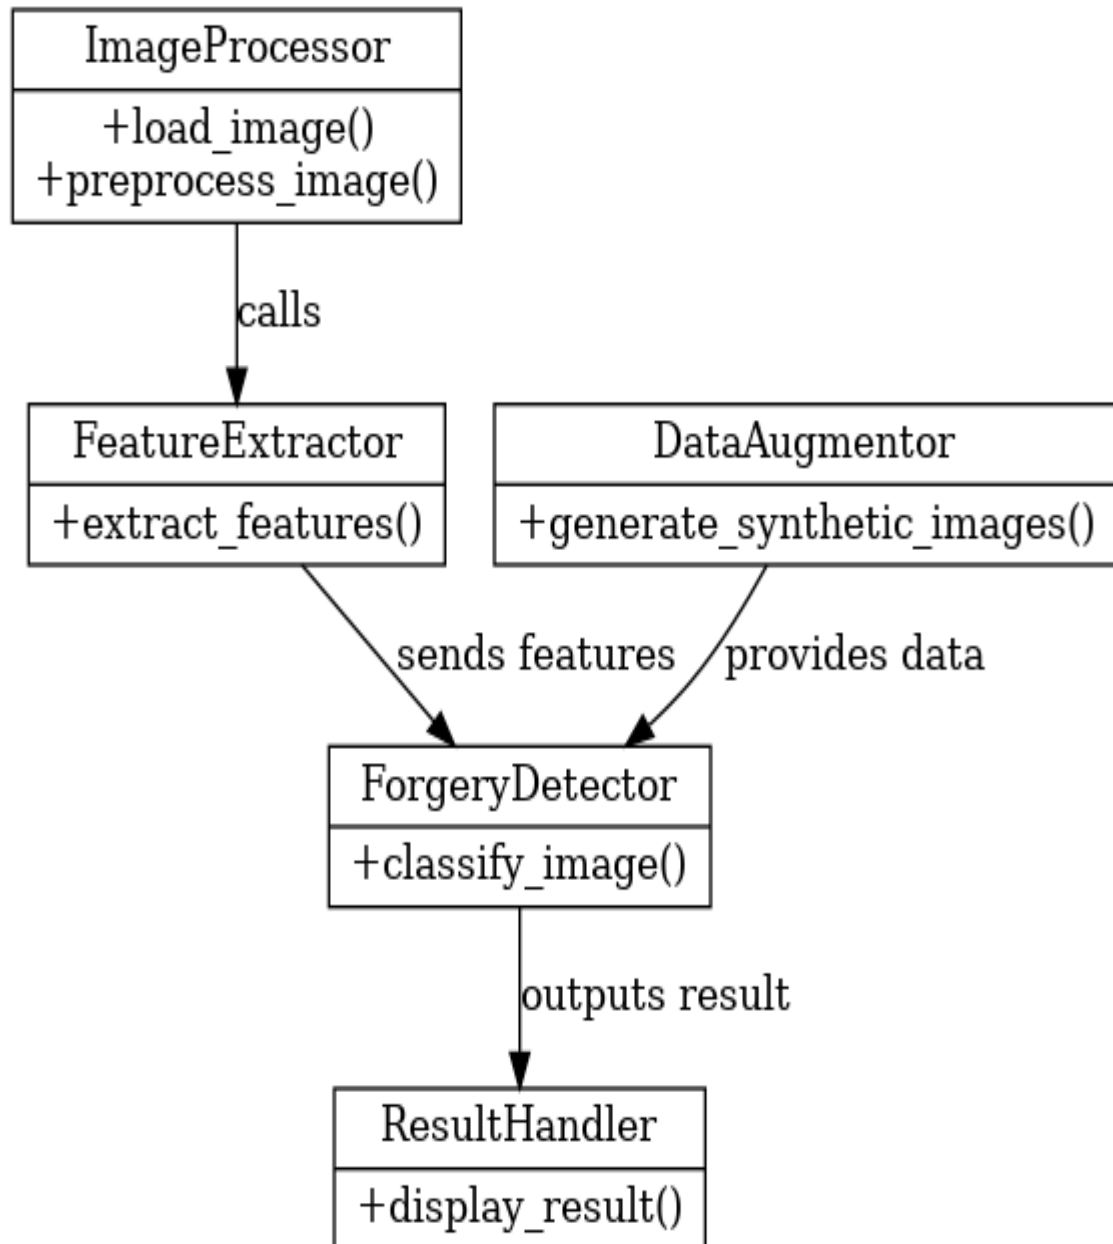 ImageProcessor
+load_image()
+preprocess_image()
calls
FeatureExtractor
+extract_features()
DataAugmentor
+generate_synthetic_images()
sends features
provides data
ForgeryDetector
+classify_image()
outputs result
ResultHandler
+display_result()